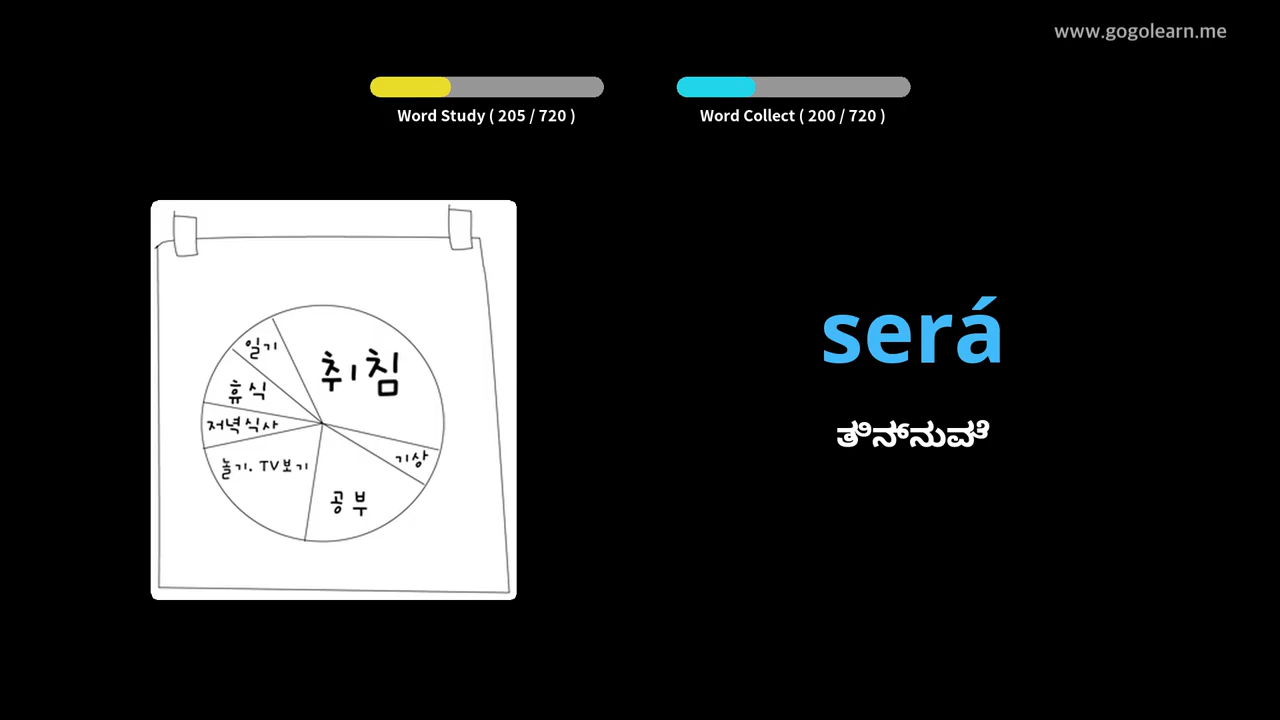 www.gogolearn.me
Word Study ( 205 / 720 )
Word Collect ( 200 / 720 )
일기
취침
휴식
저녁식사
기상
놀기. TV보기
공부
será
ತಿನ್ನುವೆ